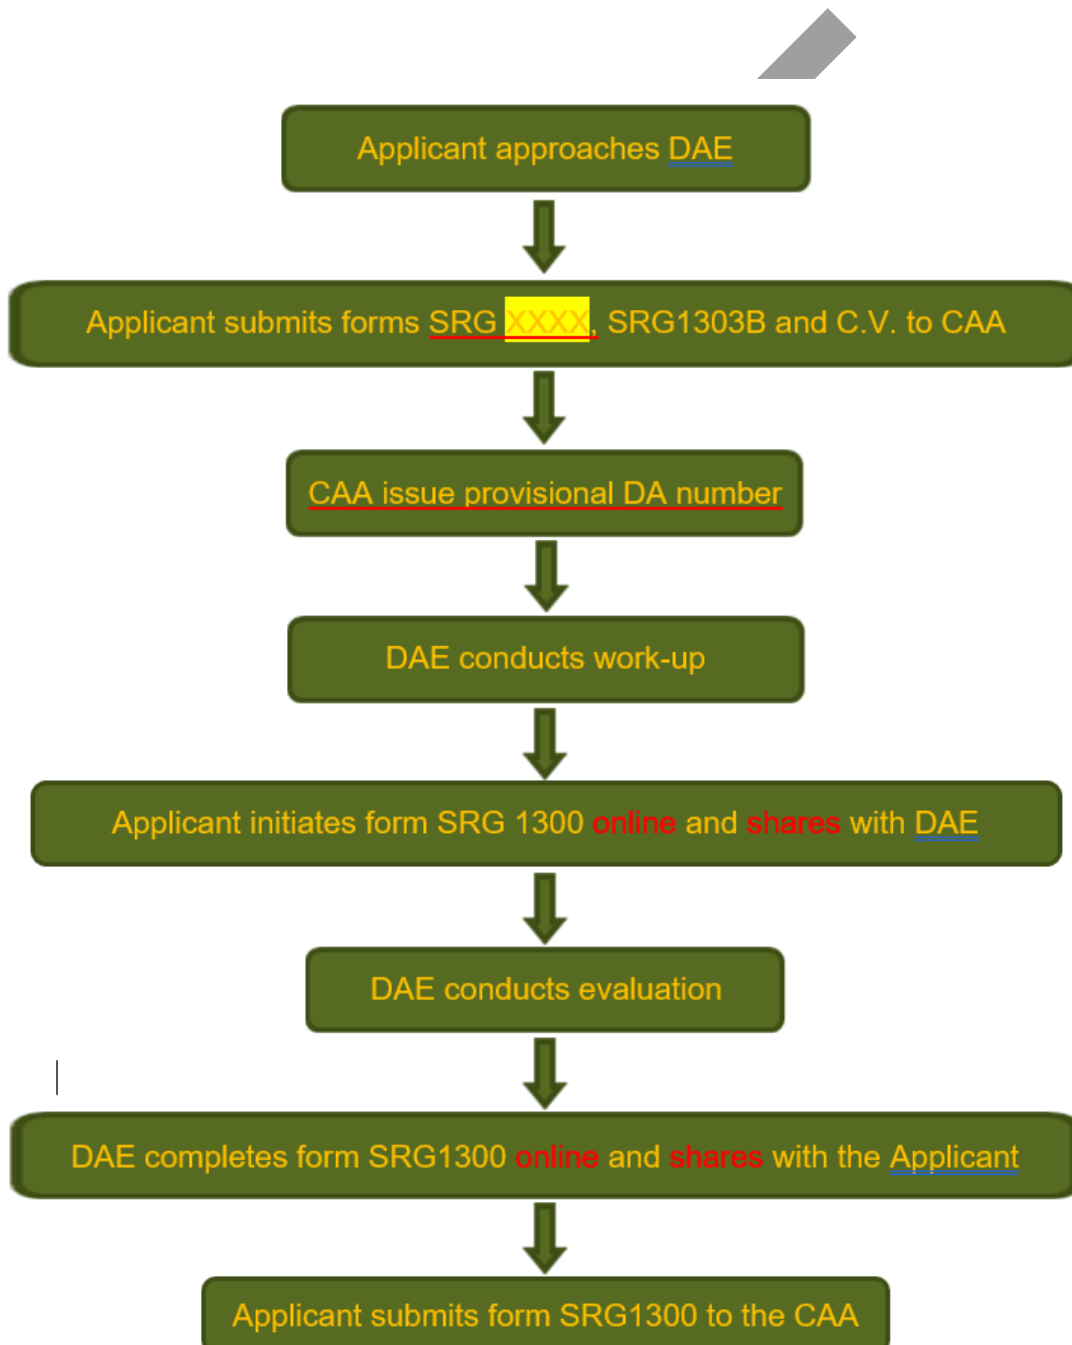 Applicant approaches DAE
Applicant submits forms SRG XXXX, SRG1303B and C.V. to CAA
CAA issue provisional DA number
DAE conducts work-up
Applicant initiates form SRG 1300 online and shares with DAE
DAE conducts evaluation
DAE completes form SRG1300 online and shares with the Applicant
Applicant submits form SRG1300 to the CAA